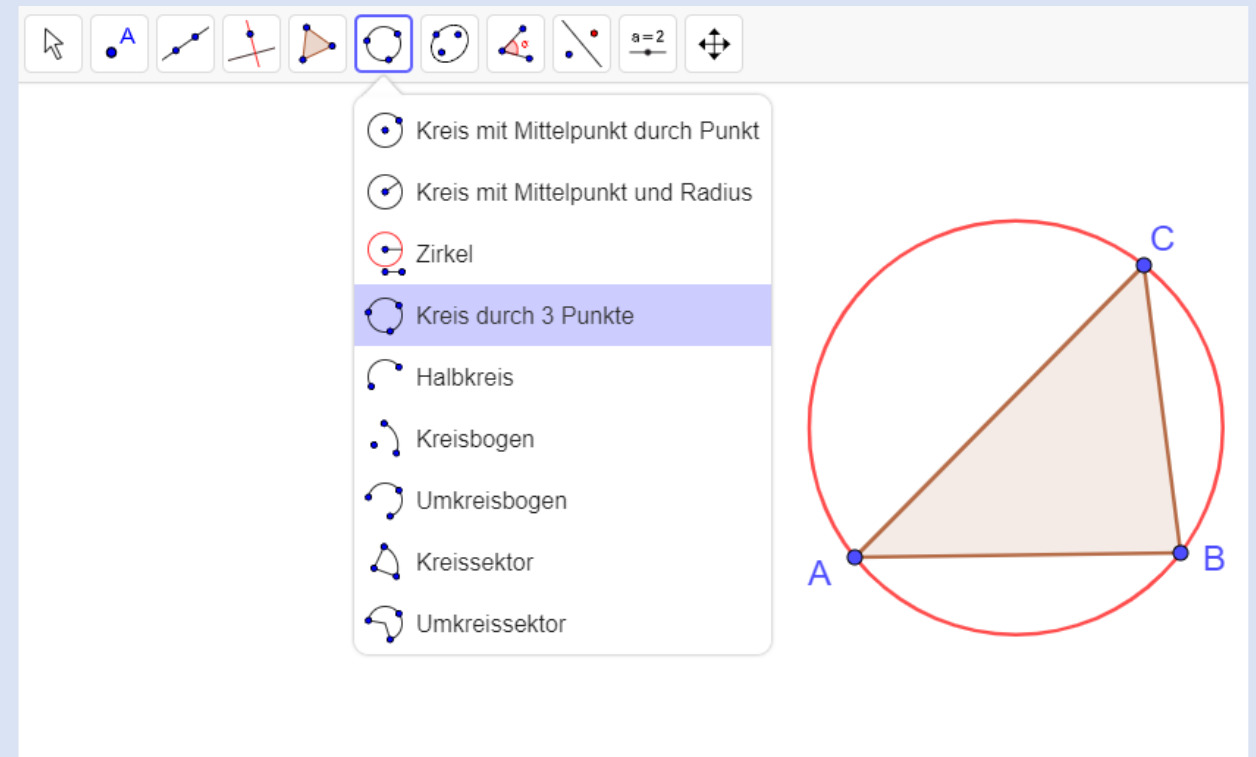 A
α
a=2
Kreis mit Mittelpunkt durch Punkt
Kreis mit Mittelpunkt und Radius
Zirkel
Kreis durch 3 Punkte
Halbkreis
Kreisbogen
Umkreisbogen
Kreissektor
Umkreissektor
C
A
B